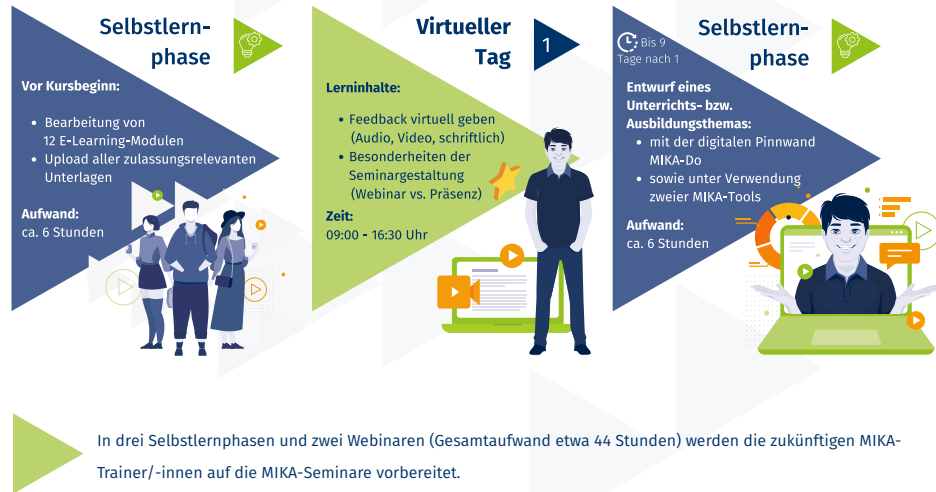 Selbstlern-
phase
Vor Kursbeginn:
• Bearbeitung von
12 E-Learning-Modulen
• Upload aller zulassungsrelevanten
Unterlagen
Aufwand:
ca. 6 Stunden
Virtueller
Tag
1
Lerninhalte:
• Feedback virtuell geben
(Audio, Video, schriftlich)
• Besonderheiten der
Seminargestaltung
(Webinar vs. Präsenz)
Zeit:
09:00 - 16:30 Uhr
Selbstlern-
phase
Bis 9
Tage nach 1
Entwurf eines
Unterrichts- bzw.
Ausbildungsthemas:
• mit der digitalen Pinnwand
MIKA-Do
• sowie unter Verwendung
zweier MIKA-Tools
Aufwand:
ca. 6 Stunden
In drei Selbstlernphasen und zwei Webinaren (Gesamtaufwand etwa 44 Stunden) werden die zukünftigen MIKA-
Trainer/-innen auf die MIKA-Seminare vorbereitet.